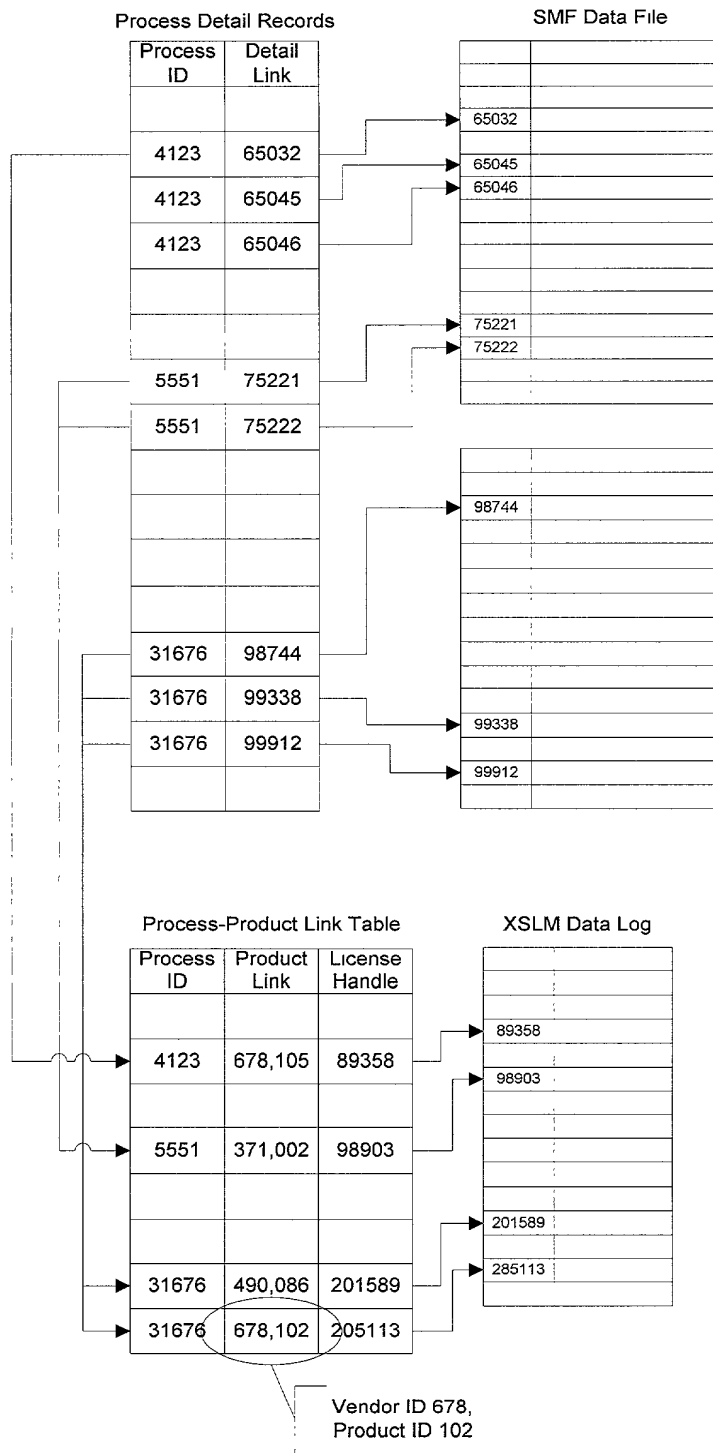 Process Detail Records
Process ID Detail Link
4123 65032
4123 65045
4123 65046
5551 75221
5551 75222
31676 98744
31676 99338
31676 99912
SMF Data File
65032
65045
65046
75221
75222
98744
99338
99912
Process-Product Link Table
Process ID Product Link License Handle
4123 678,105 89358
5551 371,002 98903
31676 490,086 201589
31676 678,102 205113
XSLM Data Log
89358
98903
201589
285113
Vendor ID 678,
Product ID 102